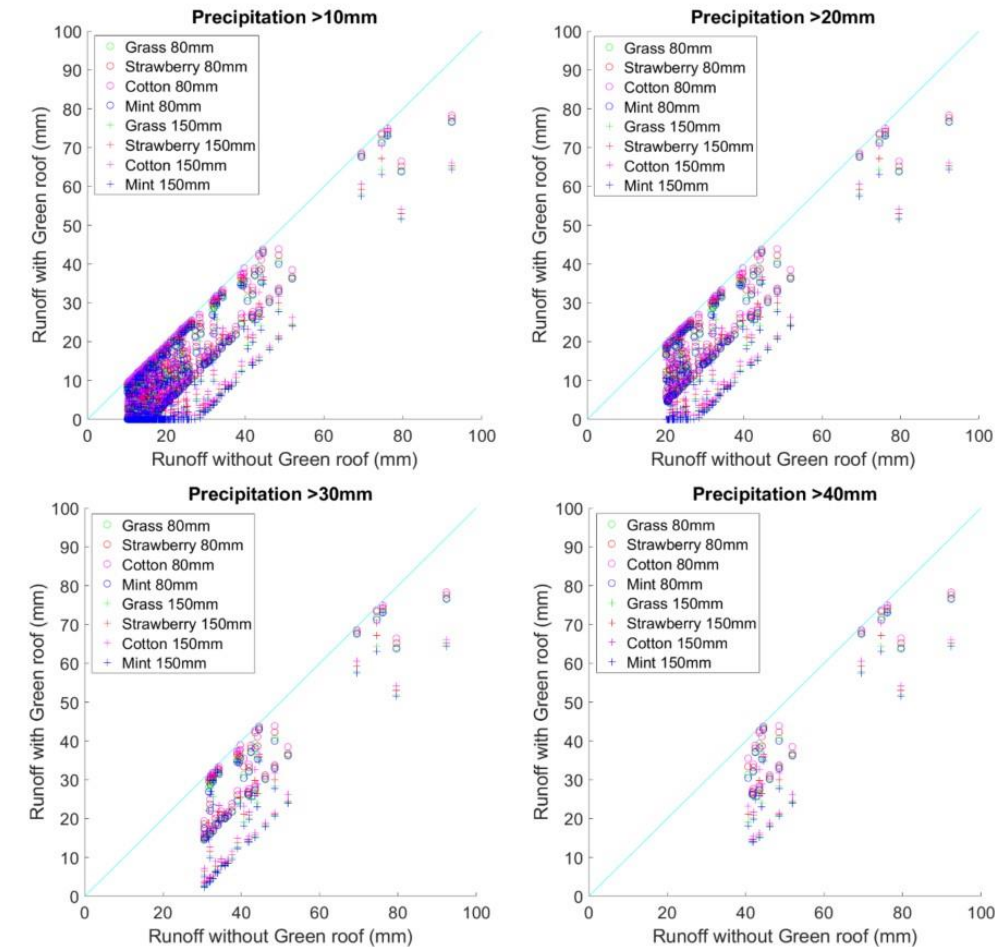 Precipitation >10mm
100
90
80
70
60
50
40
30
20
10
0
Runoff with Green roof (mm)
Grass 80mm
Strawberry 80mm
Cotton 80mm
Mint 80mm
Grass 150mm
Strawberry 150mm
Cotton 150mm
Mint 150mm
0 20 40 60 80 100
Runoff without Green roof (mm)
Precipitation >20mm
100
90
80
70
60
50
40
30
20
10
0
Runoff with Green roof (mm)
Grass 80mm
Strawberry 80mm
Cotton 80mm
Mint 80mm
Grass 150mm
Strawberry 150mm
Cotton 150mm
Mint 150mm
0 20 40 60 80 100
Runoff without Green roof (mm)
Precipitation >30mm
100
90
80
70
60
50
40
30
20
10
0
Runoff with Green roof (mm)
Grass 80mm
Strawberry 80mm
Cotton 80mm
Mint 80mm
Grass 150mm
Strawberry 150mm
Cotton 150mm
Mint 150mm
0 20 40 60 80 100
Runoff without Green roof (mm)
Precipitation >40mm
100
90
80
70
60
50
40
30
20
10
0
Runoff with Green roof (mm)
Grass 80mm
Strawberry 80mm
Cotton 80mm
Mint 80mm
Grass 150mm
Strawberry 150mm
Cotton 150mm
Mint 150mm
0 20 40 60 80 100
Runoff without Green roof (mm)